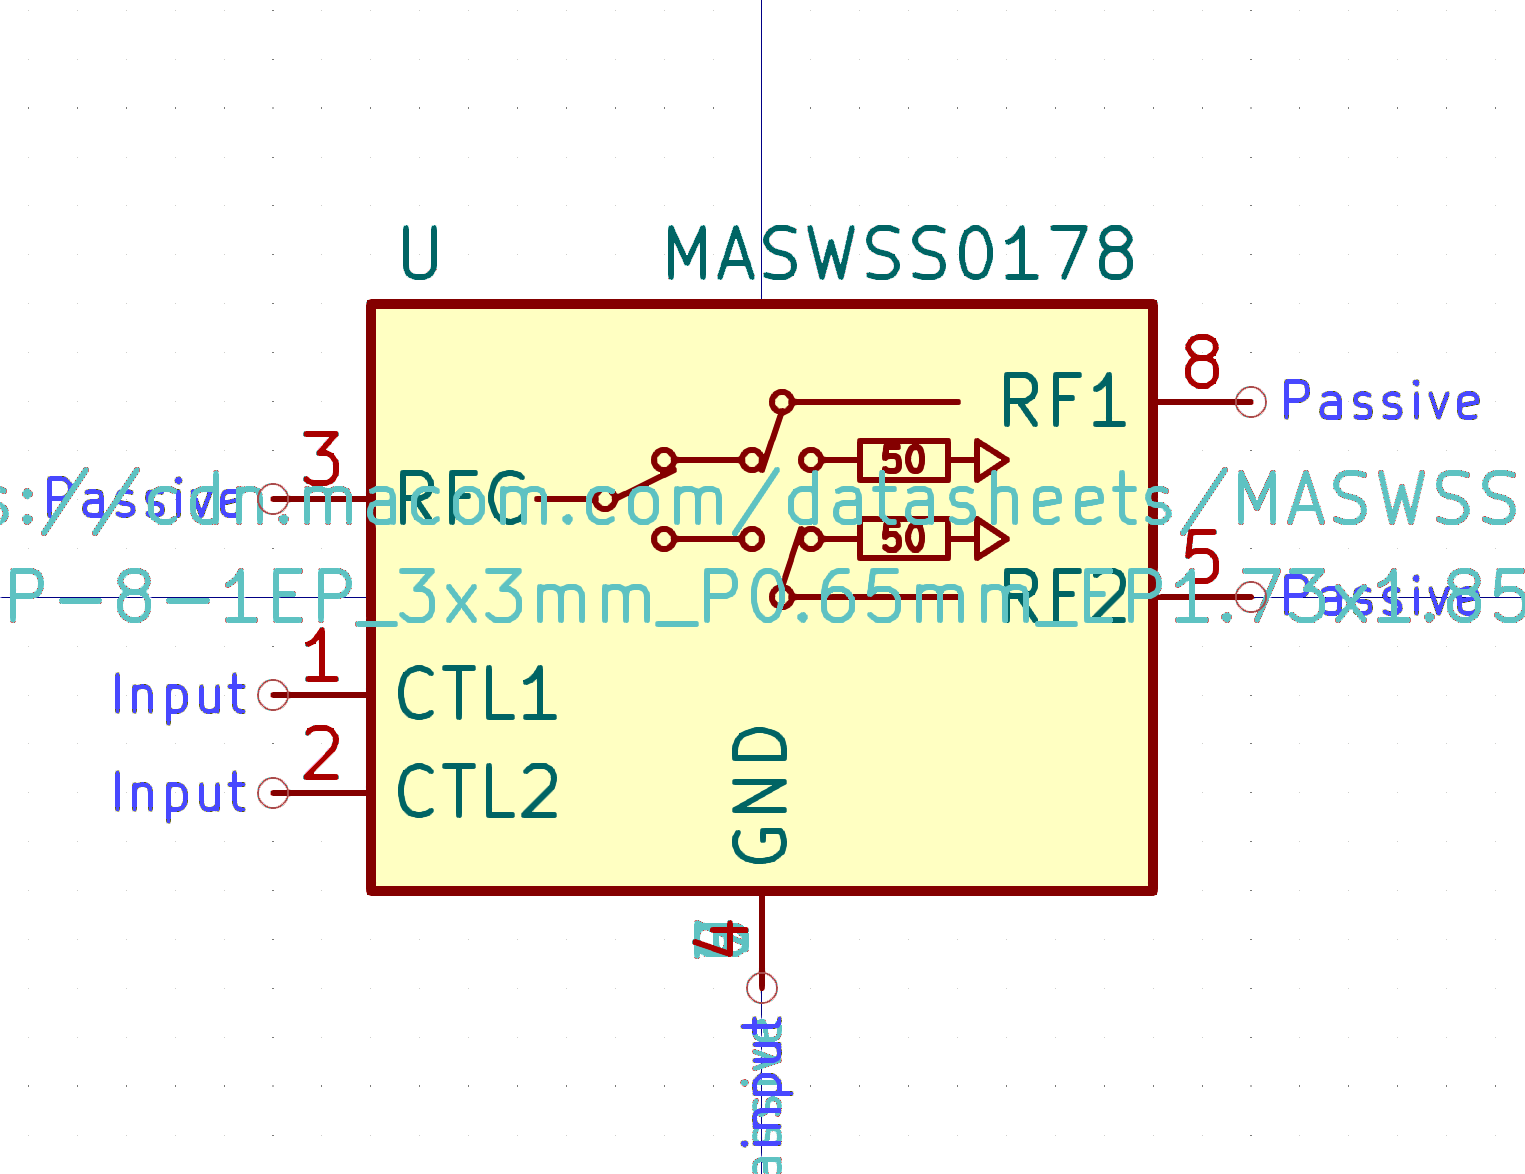 U MASWSS0178
8
RF1 Passive
50
3
Passive RFC
s://cdn.macom.com/datasheets/MASWSS
50
5
RF2 Passive
P-8-1EP_3x3mm_P0.65mm_EP1.73x1.85
1
Input CTL1
2
Input CTL2
GND
4
input